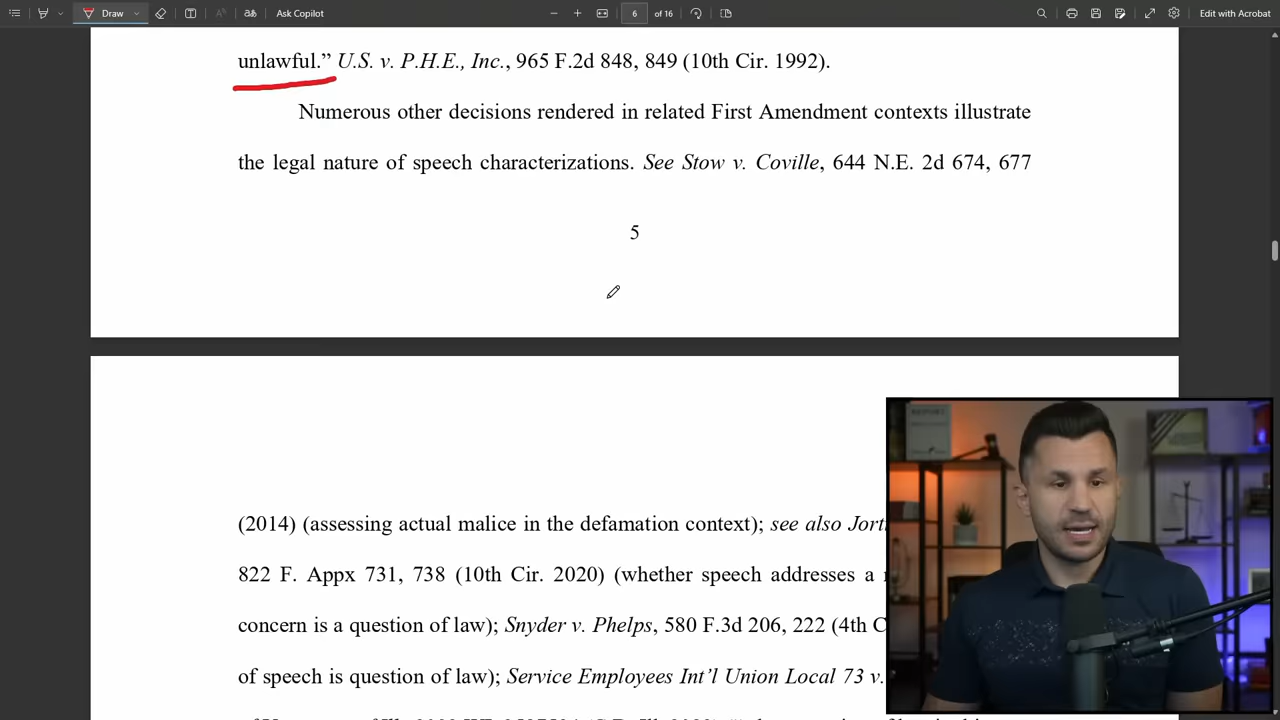 Draw
Ask Copilot
6 of 16
Edit with Acrobat
unlawful.” U.S. v. P.H.E., Inc., 965 F.2d 848, 849 (10th Cir. 1992).
Numerous other decisions rendered in related First Amendment contexts illustrate
the legal nature of speech characterizations. See Stow v. Coville, 644 N.E. 2d 674, 677
5
(2014) (assessing actual malice in the defamation context); see also
822 F. Appx 731, 738 (10th Cir. 2020) (whether speech addresses a
concern is a question of law); Snyder v. Phelps, 580 F.3d 206, 222 (4th
of speech is question of law); Service Employees Int’l Union Local 73 v.